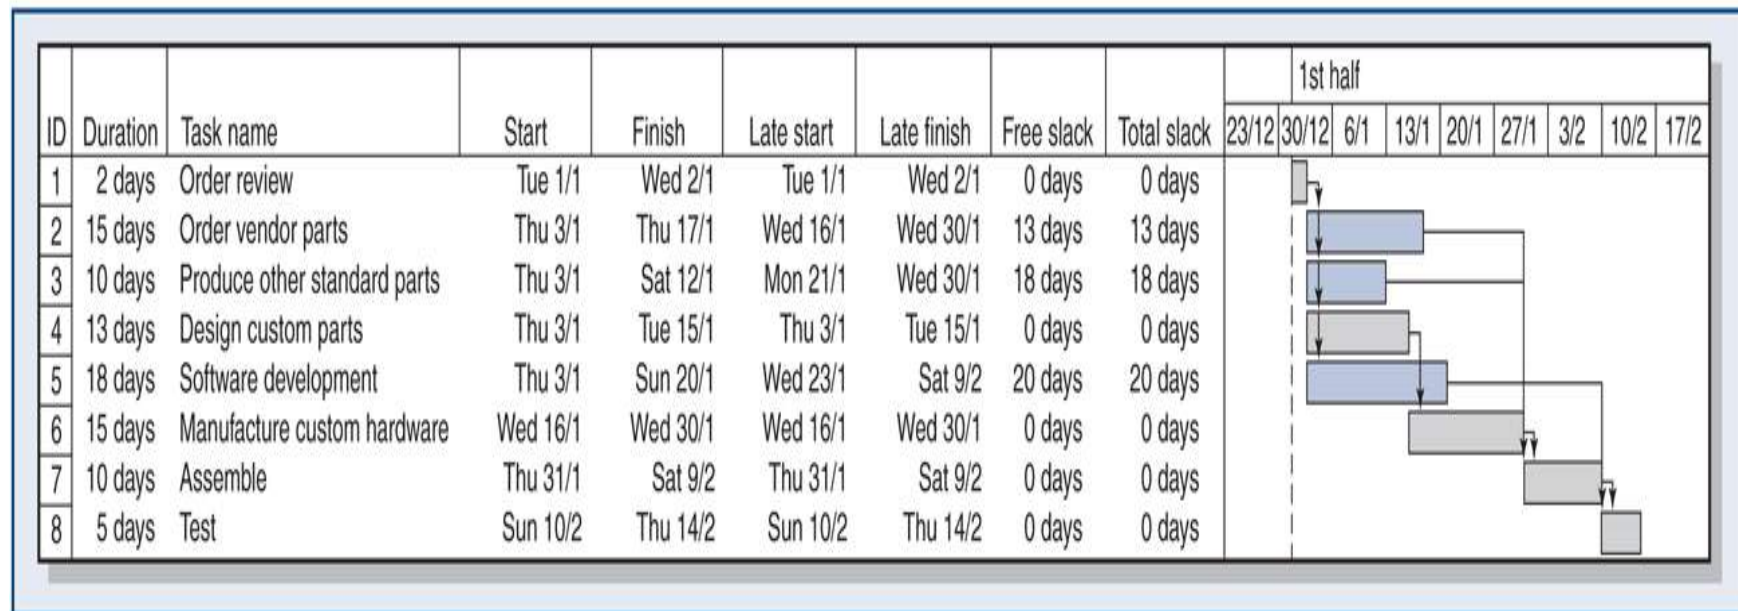 1st half
ID Duration Task name Start Finish Late start Late finish Free slack Total slack 23/12 30/12 6/1 13/1 20/1 27/1 3/2 10/2 17/2
1 2 days Order review Tue 1/1 Wed 2/1 Tue 1/1 Wed 2/1 0 days 0 days
2 15 days Order vendor parts Thu 3/1 Thu 17/1 Wed 16/1 Wed 30/1 13 days 13 days
3 10 days Produce other standard parts Thu 3/1 Sat 12/1 Mon 21/1 Wed 30/1 18 days 18 days
4 13 days Design custom parts Thu 3/1 Tue 15/1 Thu 3/1 Tue 15/1 0 days 0 days
5 18 days Software development Thu 3/1 Sun 20/1 Wed 23/1 Sat 9/2 20 days 20 days
6 15 days Manufacture custom hardware Wed 16/1 Wed 30/1 Wed 16/1 Wed 30/1 0 days 0 days
7 10 days Assemble Thu 31/1 Sat 9/2 Thu 31/1 Sat 9/2 0 days 0 days
8 5 days Test Sun 10/2 Thu 14/2 Sun 10/2 Thu 14/2 0 days 0 days